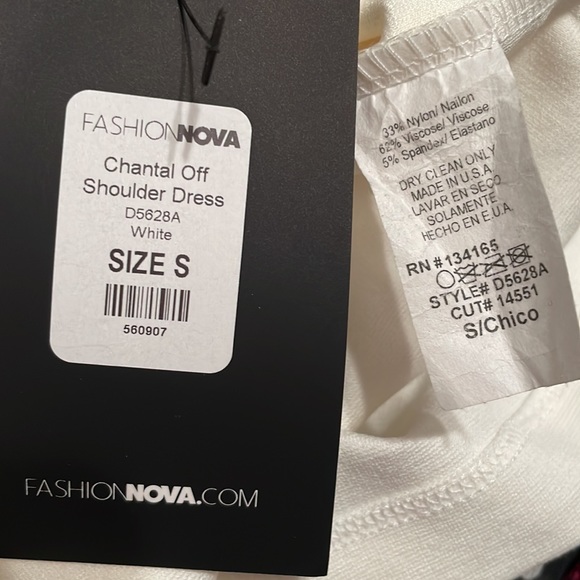 FASHIONNOVA
Chantal Off
Shoulder Dress
D5628A
White
SIZE S
560907
FASHIONNOVA.COM
33% Nylon/ Nailon
62% Viscose/ Viscose
5% Spandex/ Elastano
DRY CLEAN ONLY
MADE IN U.S.A.
LAVAR EN SECO
SOLAMENTE
HECHO EN E.U.A.
RN #134165
STYLE# D5628A
CUT# 14551
S/Chico